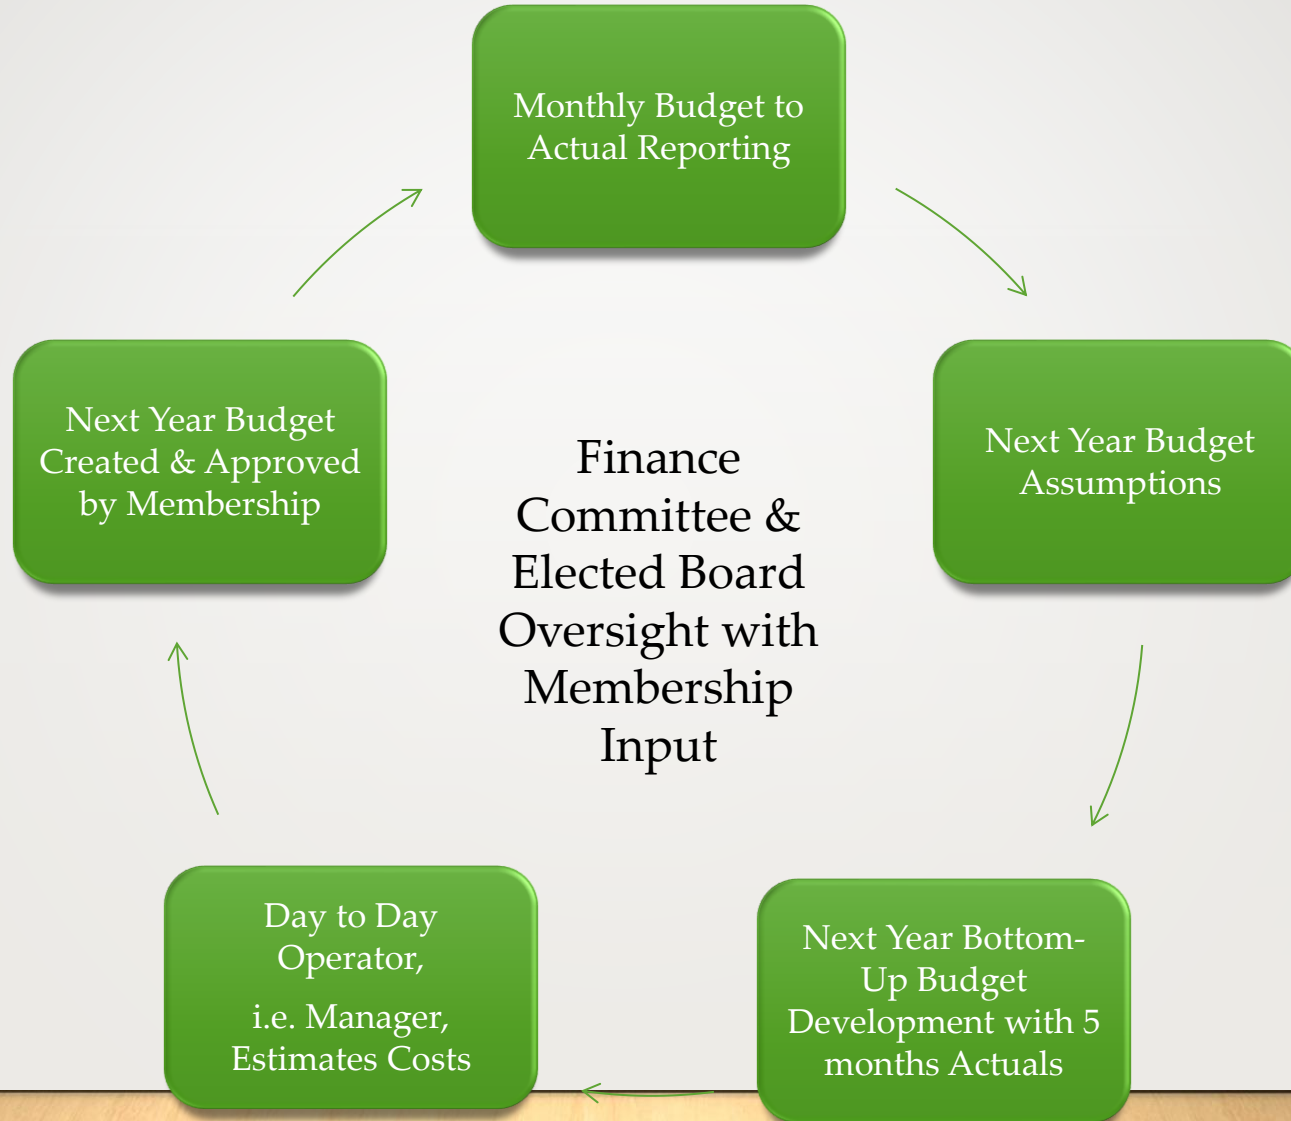 Monthly Budget to
Actual Reporting
Next Year Budget
Assumptions
Next Year Bottom-
Up Budget
Development with 5
months Actuals
Day to Day
Operator,
i.e. Manager,
Estimates Costs
Next Year Budget
Created & Approved
by Membership
Finance
Committee &
Elected Board
Oversight with
Membership
Input